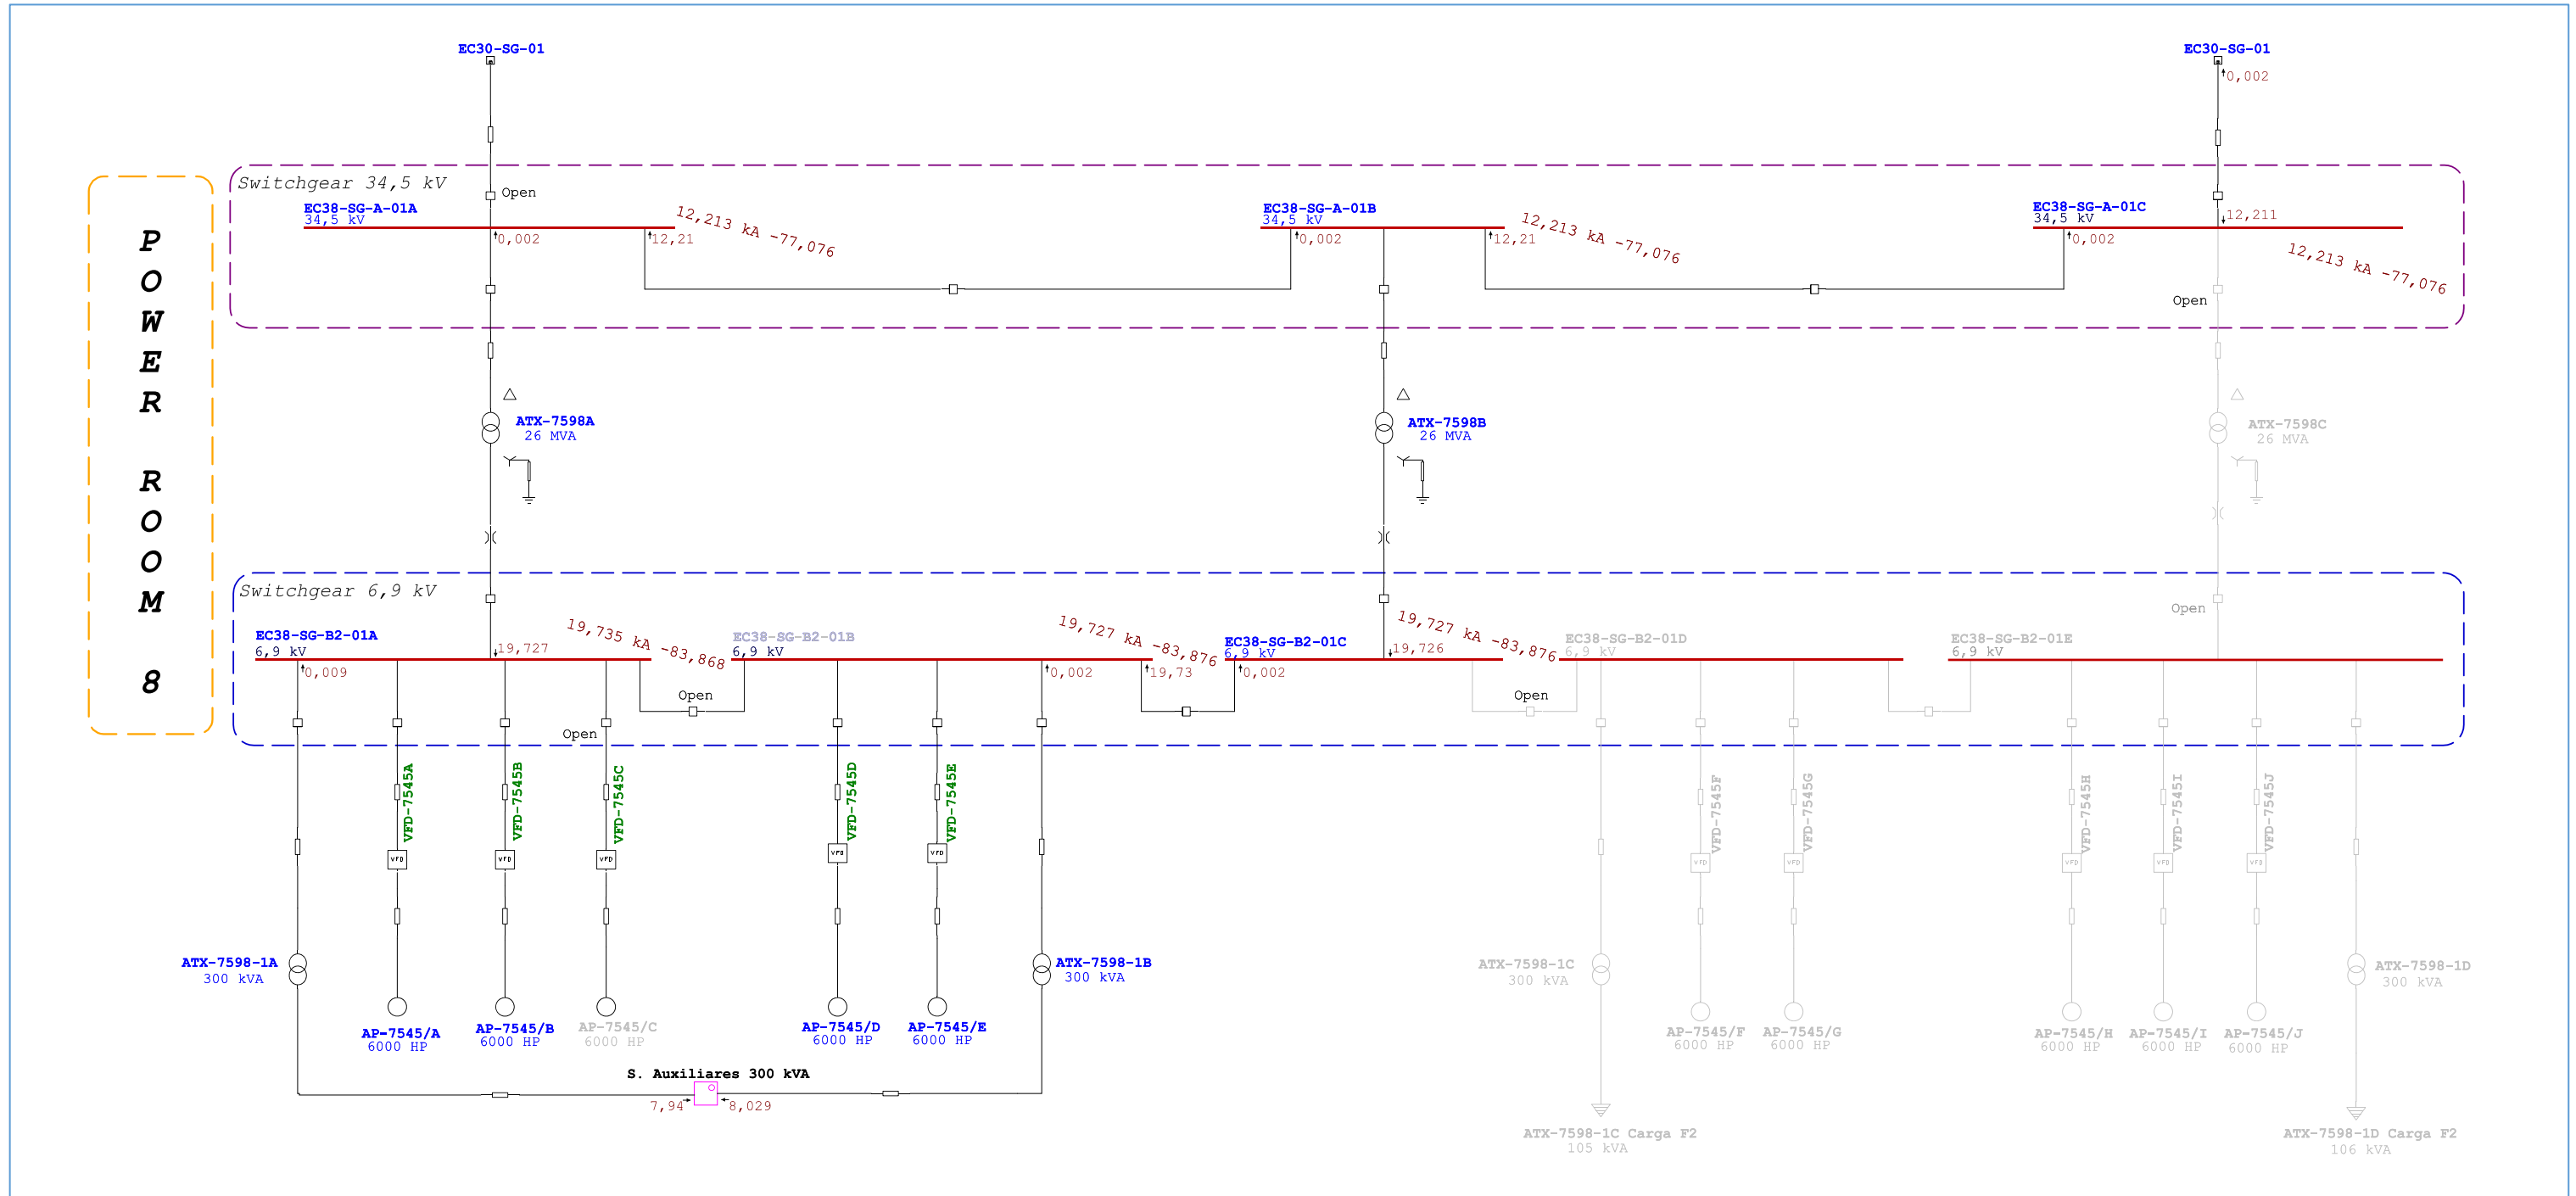 EC30-SG-01
EC30-SG-01
0,002
Switchgear 34,5 kV
Open
EC38-SG-A-01A
34,5 kV
12,213 kA -77,076
0,002
12,21
EC38-SG-A-01B
34,5 kV
12,213 kA -77,076
0,002
12,21
EC38-SG-A-01C
34,5 kV
12,211
0,002
12,213 kA -77,076
Open
POWER ROOM 8
ATX-7598A
26 MVA
ATX-7598B
26 MVA
ATX-7598C
26 MVA
Switchgear 6,9 kV
Open
EC38-SG-B2-01A
6,9 kV
19,727
19,735 kA -83,868
0,009
EC38-SG-B2-01B
6,9 kV
19,727 kA -83,876
0,002
19,73
EC38-SG-B2-01C
6,9 kV
19,726
19,727 kA -83,876
0,002
EC38-SG-B2-01D
6,9 kV
EC38-SG-B2-01E
6,9 kV
Open
Open
Open
VFD-7545A
VFD-7545B
VFD-7545C
VFD-7545D
VFD-7545E
VFD-7545F
VFD-7545G
VFD-7545H
VFD-7545I
VFD-7545J
VFD
VFD
VFD
VFD
VFD
VFD
VFD
VFD
VFD
VFD
ATX-7598-1A
300 kVA
ATX-7598-1B
300 kVA
ATX-7598-1C
300 kVA
ATX-7598-1D
300 kVA
AP-7545/A
6000 HP
AP-7545/B
6000 HP
AP-7545/C
6000 HP
AP-7545/D
6000 HP
AP-7545/E
6000 HP
AP-7545/F
6000 HP
AP-7545/G
6000 HP
AP-7545/H
6000 HP
AP-7545/I
6000 HP
AP-7545/J
6000 HP
S. Auxiliares 300 kVA
7,94
8,029
ATX-7598-1C Carga F2
105 kVA
ATX-7598-1D Carga F2
106 kVA